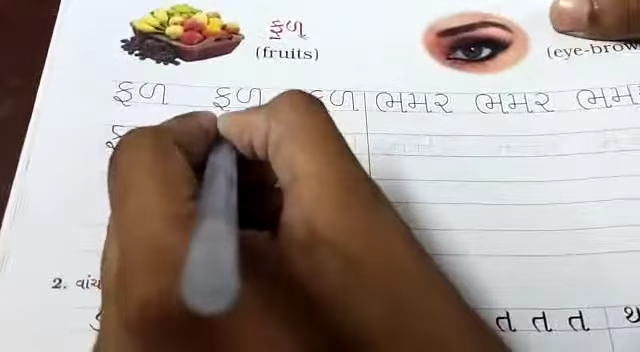 ફળ
(fruits) (eye-brow
ફળ ફળ ફળ ભમર ભમર ભમ
2. વાંચ
ત ત ત થ